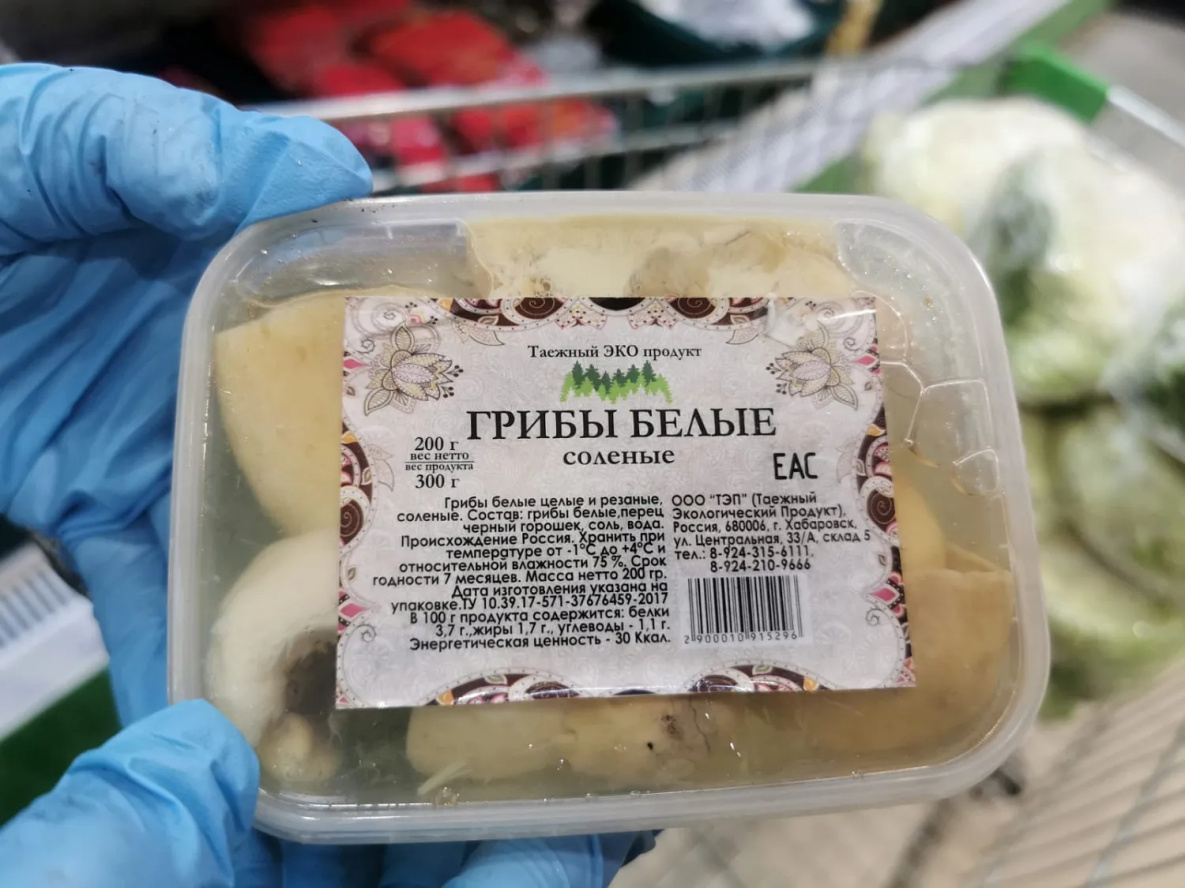 Таежный ЭКО продукт
ГРИБЫ БЕЛЫЕ
соленые
200 г
вес нетто
вес продукта
300 г
ЕАС
Грибы белые целые и резаные,
соленые. Состав: грибы белые,перец
черный горошек, соль, вода.
Происхождение Россия. Хранить при
температуре от -1°С до +4°С и
относительной влажности 75 %. Срок
годности 7 месяцев. Масса нетто 200 гр.
Дата изготовления указана на
упаковке.ТУ 10.39.17-571-37676459-2017
В 100 г продукта содержится: белки
3,7 г.,жиры 1,7 г., углеводы - 1,1 г.
Энергетическая ценность - 30 Ккал.
ООО "ТЭП" (Таежный
Экологический Продукт),
Россия, 680006, г. Хабаровск,
ул. Центральная, 33/А, склад 5
тел.: 8-924-315-6111,
8-924-210-9666
2 900010 915296